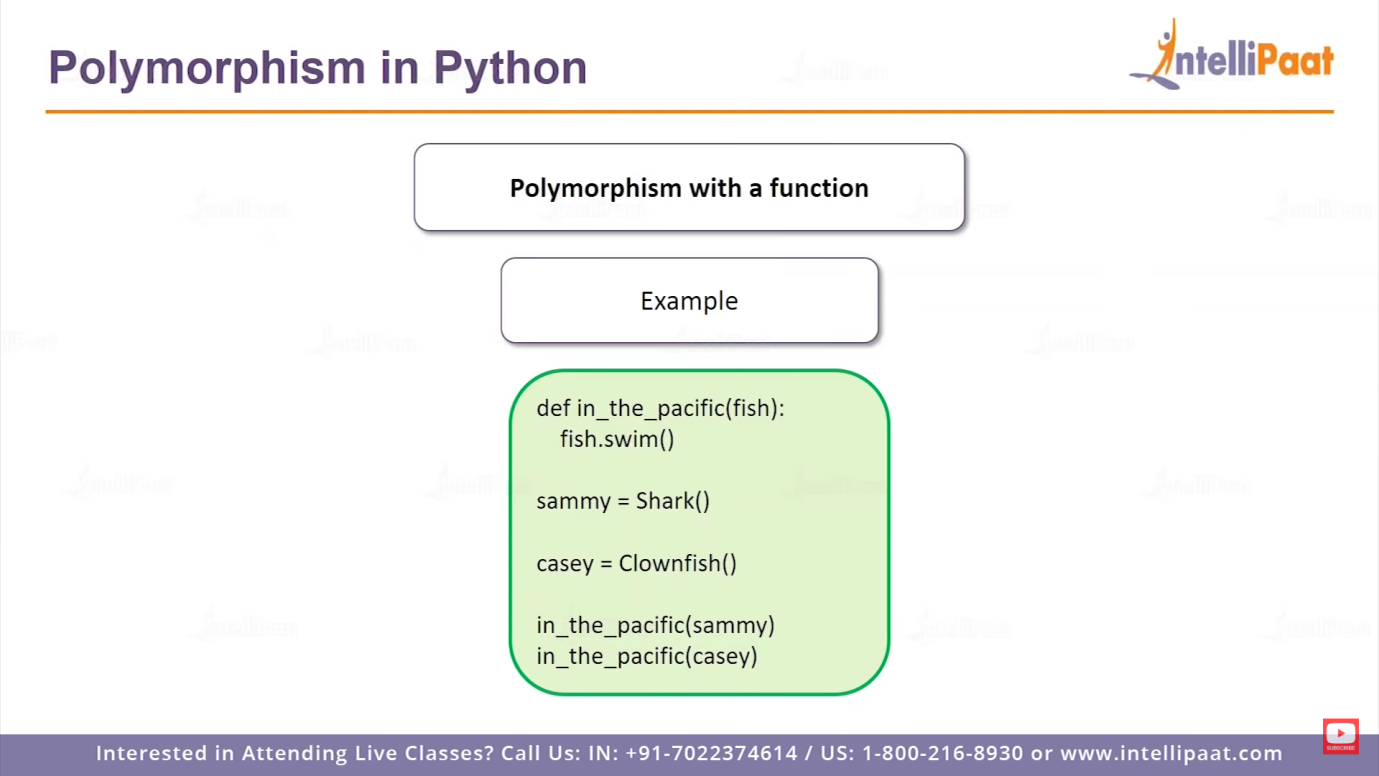 Polymorphism in Python
IntelliPaat
Polymorphism with a function
Example
def in_the_pacific(fish):
fish.swim()
sammy = Shark()
casey = Clownfish()
in_the_pacific(sammy)
in_the_pacific(casey)
Interested in Attending Live Classes? Call Us: IN: +91-7022374614 / US: 1-800-216-8930 or www.intellipaat.com
SUBSCRIBE